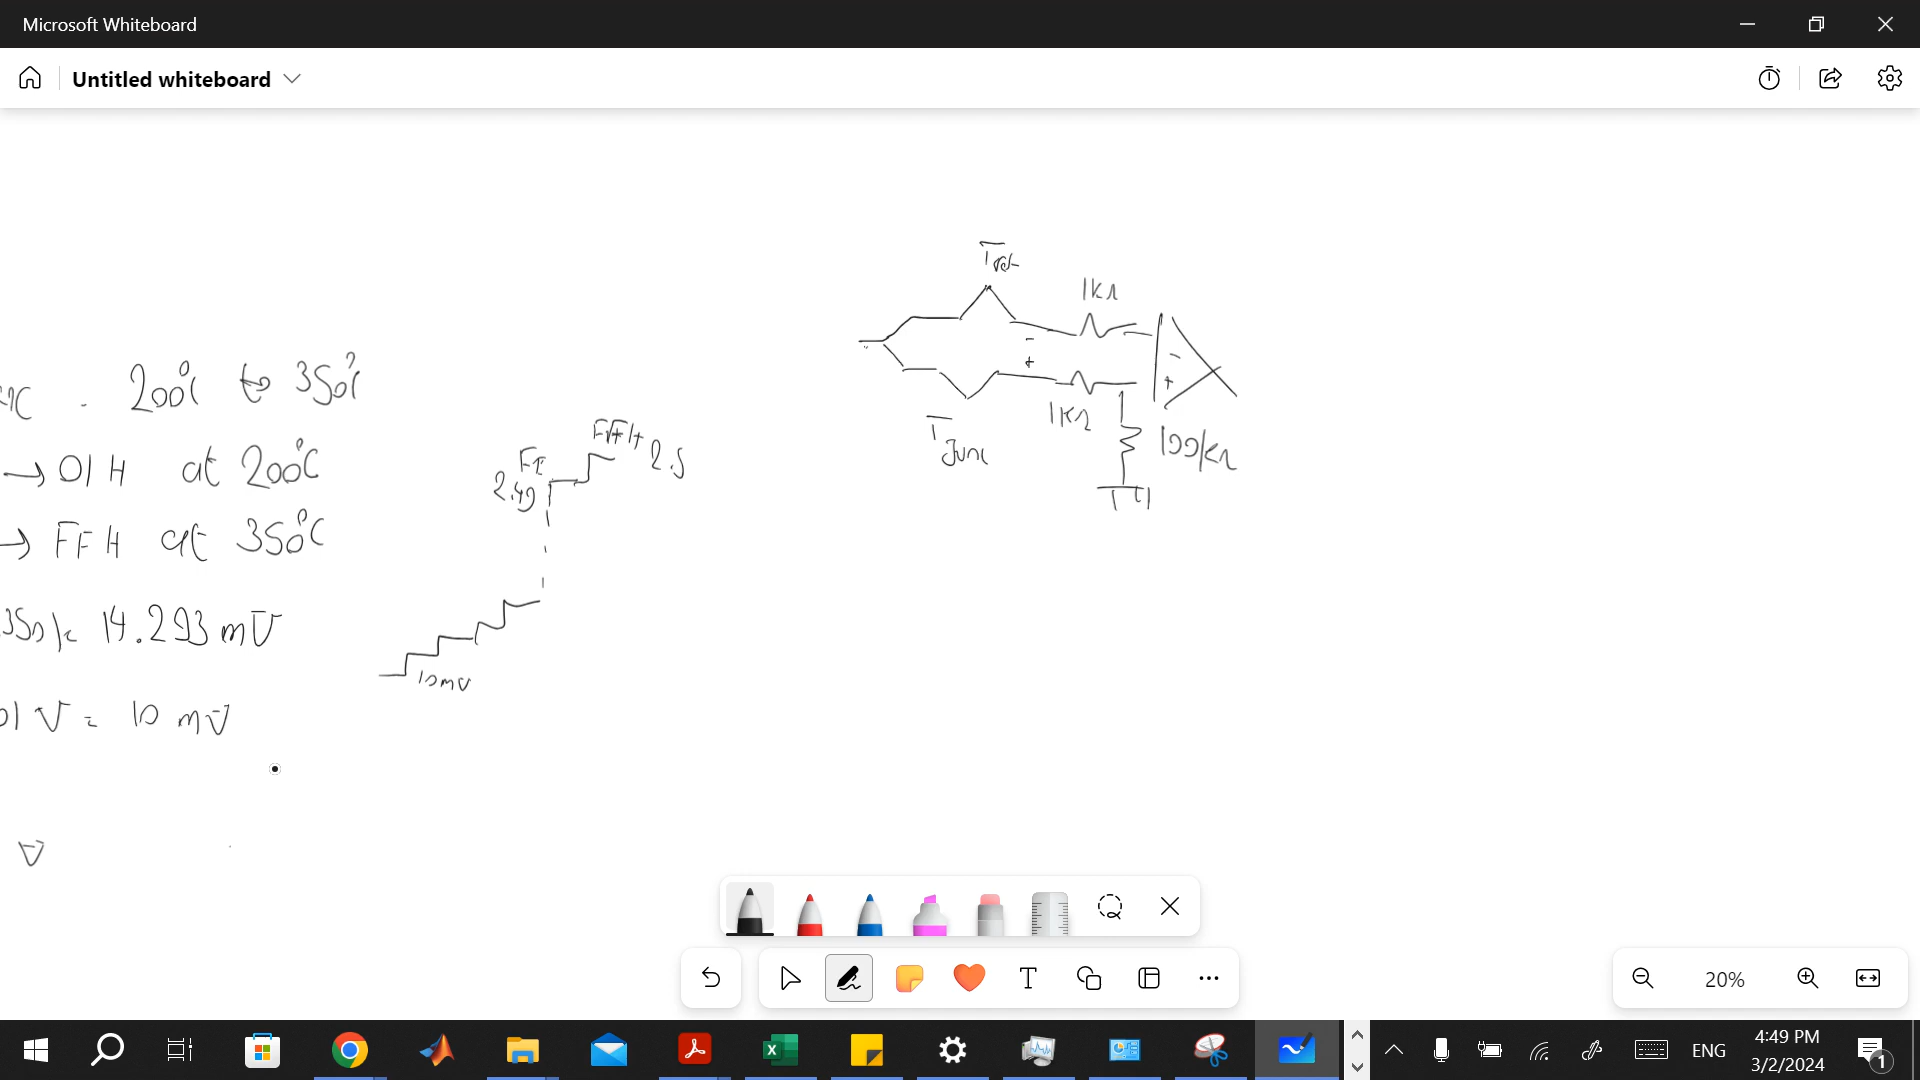 Microsoft Whiteboard
Untitled whiteboard
200°C to 350°C
→ 01 H at 200°C
→ FFH at 350°C
350) = 14.293 mV
01 V = 10 mV
V
10mV
2.49
2.5
Tref
1kΩ
-
+
-
+
1kΩ
TJunc
100kΩ
20%
ENG
4:49 PM
3/2/2024
1